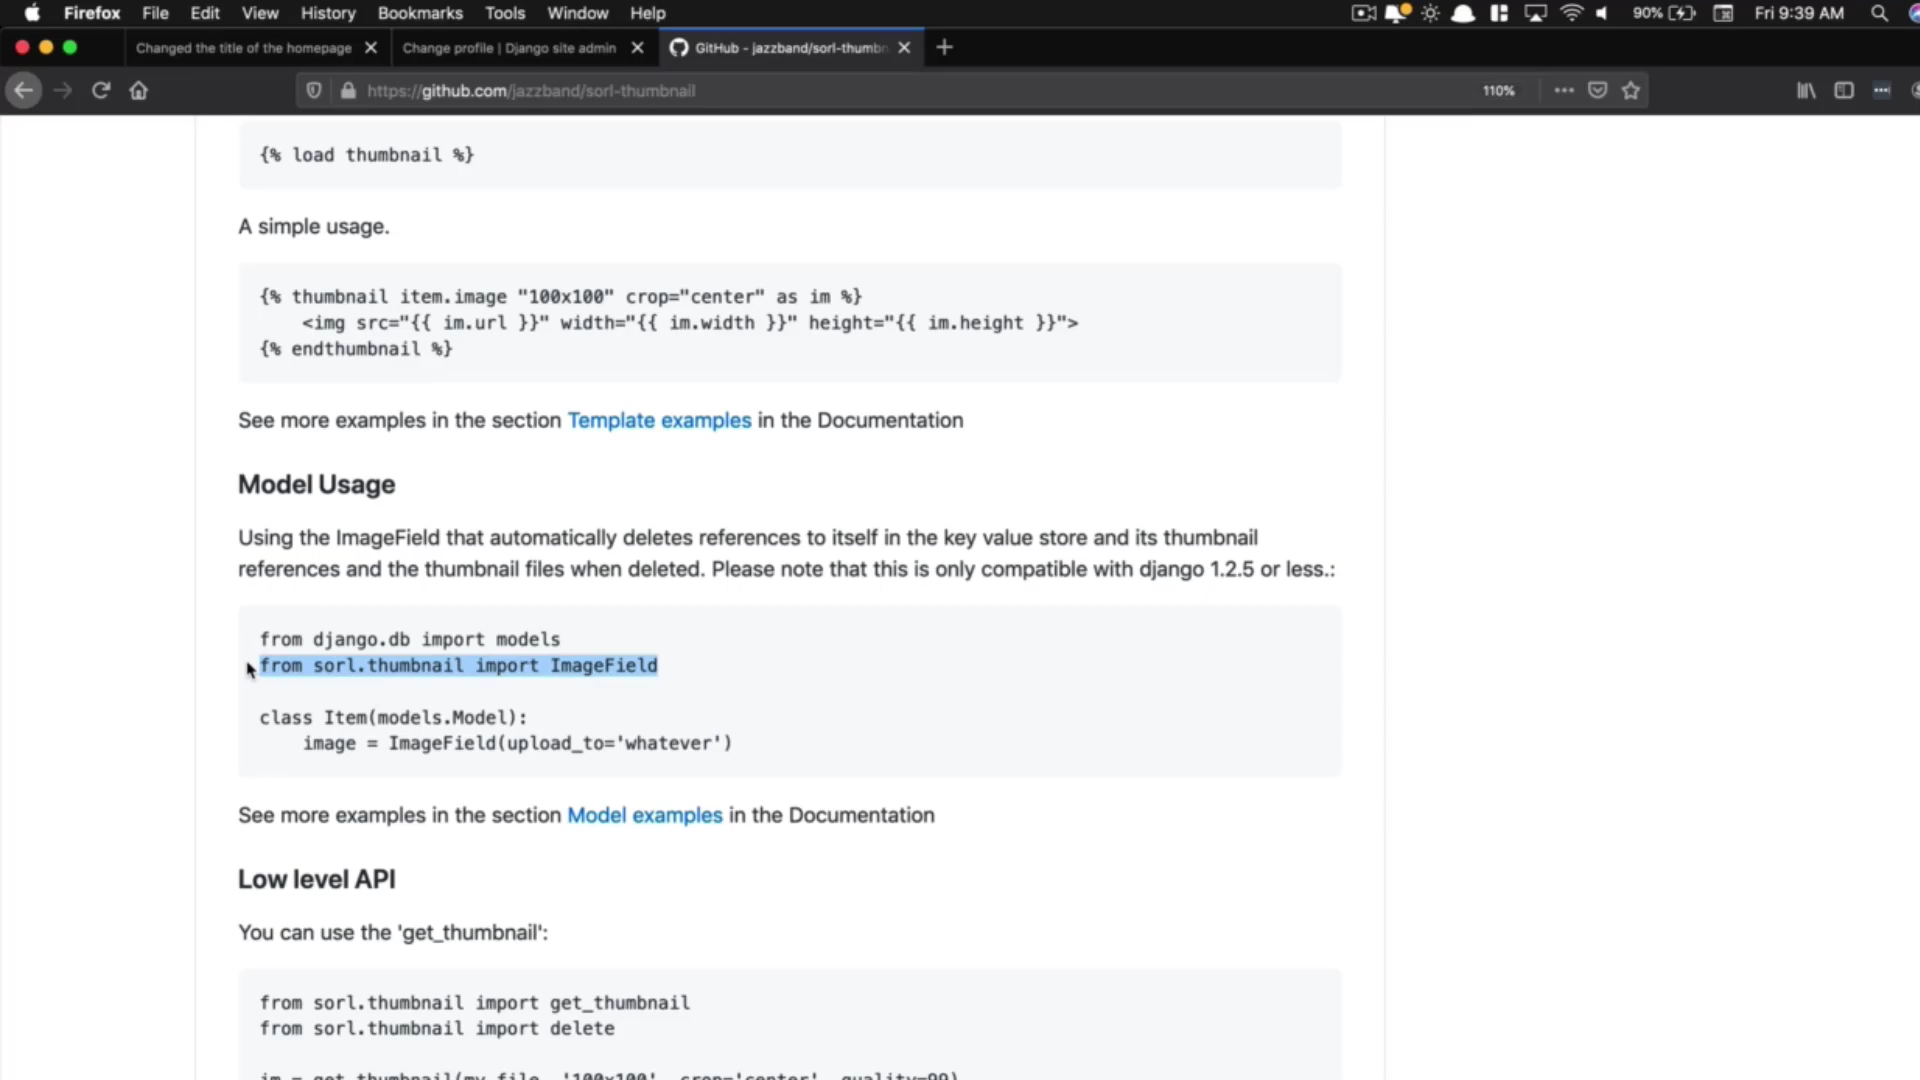 Firefox File Edit View History Bookmarks Tools Window Help 90% Fri 9:39 AM
Changed the title of the homepage Change profile | Django site admin GitHub - jazzband/sorl-thumbn
https://github.com/jazzband/sorl-thumbnail 110%
{% load thumbnail %}
A simple usage.
{% thumbnail item.image "100x100" crop="center" as im %}
<img src="{{ im.url }}" width="{{ im.width }}" height="{{ im.height }}">
{% endthumbnail %}
See more examples in the section Template examples in the Documentation
Model Usage
Using the ImageField that automatically deletes references to itself in the key value store and its thumbnail
references and the thumbnail files when deleted. Please note that this is only compatible with django 1.2.5 or less.:
from django.db import models
from sorl.thumbnail import ImageField
class Item(models.Model):
image = ImageField(upload_to='whatever')
See more examples in the section Model examples in the Documentation
Low level API
You can use the 'get_thumbnail':
from sorl.thumbnail import get_thumbnail
from sorl.thumbnail import delete
im = get_thumbnail(my_file, '100x100', crop='center', quality=99)